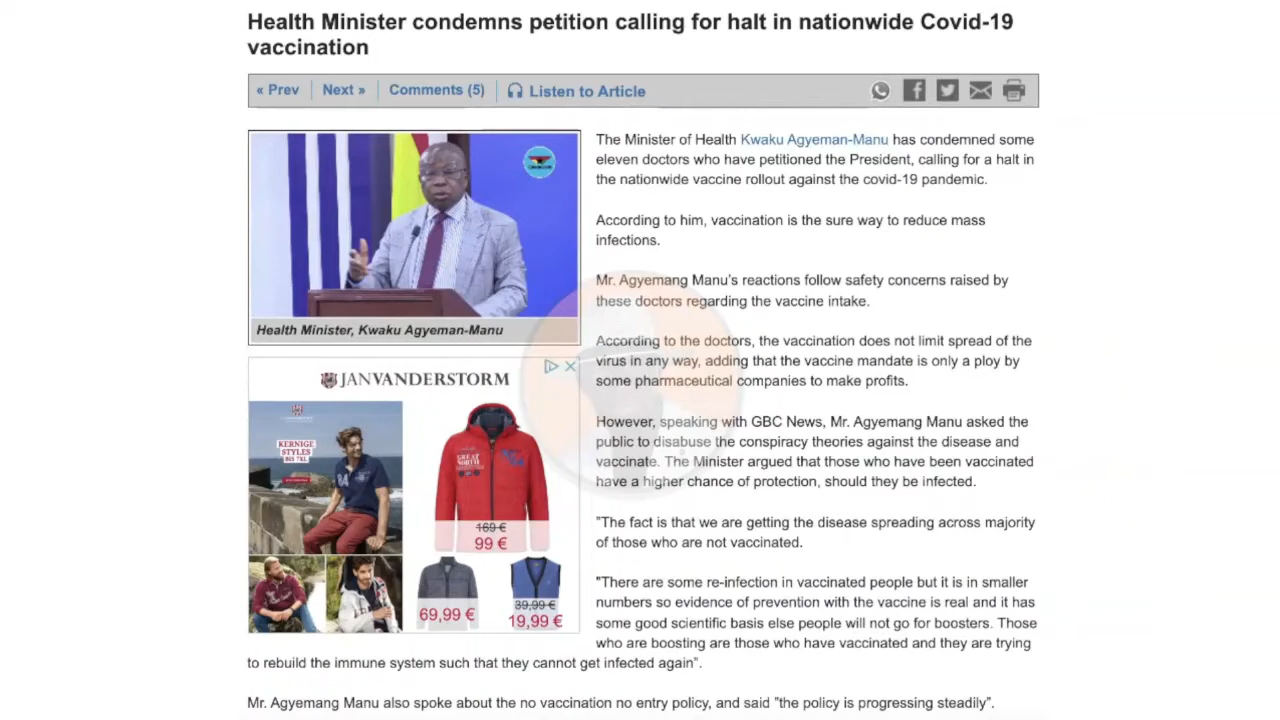 Health Minister condemns petition calling for halt in nationwide Covid-19
vaccination
« Prev
Next »
Comments (5)
Listen to Article
Health Minister, Kwaku Agyeman-Manu
The Minister of Health Kwaku Agyeman-Manu has condemned some
eleven doctors who have petitioned the President, calling for a halt in
the nationwide vaccine rollout against the covid-19 pandemic.
According to him, vaccination is the sure way to reduce mass
infections.
Mr. Agyemang Manu's reactions follow safety concerns raised by
these doctors regarding the vaccine intake.
According to the doctors, the vaccination does not limit spread of the
virus in any way, adding that the vaccine mandate is only a ploy by
some pharmaceutical companies to make profits.
However, speaking with GBC News, Mr. Agyemang Manu asked the
public to disabuse the conspiracy theories against the disease and
vaccinate. The Minister argued that those who have been vaccinated
have a higher chance of protection, should they be infected.
"The fact is that we are getting the disease spreading across majority
of those who are not vaccinated.
"There are some re-infection in vaccinated people but it is in smaller
numbers so evidence of prevention with the vaccine is real and it has
some good scientific basis else people will not go for boosters. Those
who are boosting are those who have vaccinated and they are trying
to rebuild the immune system such that they cannot get infected again".
Mr. Agyemang Manu also spoke about the no vaccination no entry policy, and said "the policy is progressing steadily".
JANVANDERSTORM
KERNIGE
STYLES
BIS 7XL
GREAT
NORTH
84
169 €
99 €
69,99 €
39,99 €
19,99 €